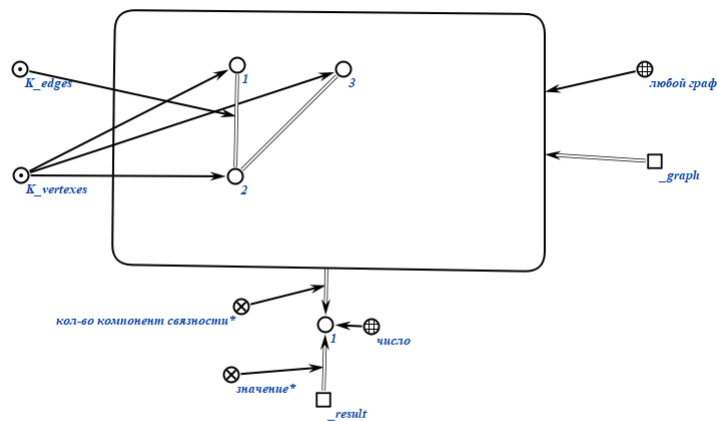 1
3
K_edges
любой граф
_graph
K_vertexes
2
кол-во компонент связности*
1
число
значение*
_result